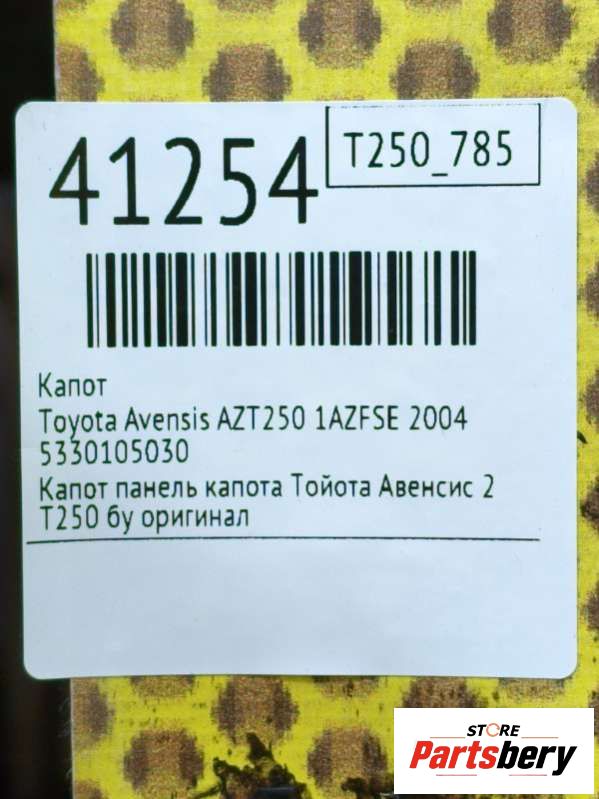 41254
T250_785
Капот
Toyota Avensis AZT250 1AZFSE 2004
5330105030
Капот панель капота Тойота Авенсис 2
Т250 бу оригинал
STORE
Partsbery